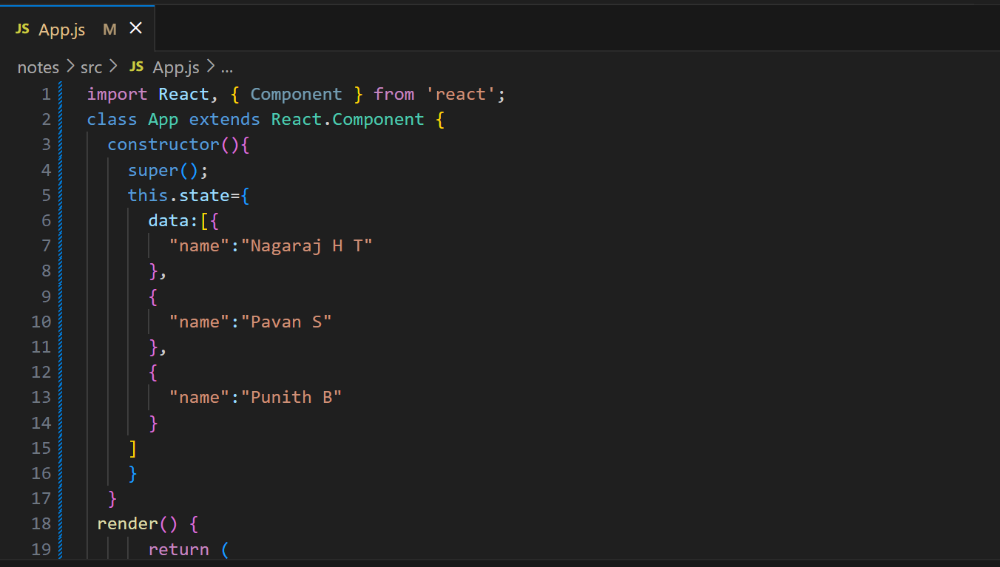 JS App.js M
notes > src > JS App.js > ...
1 import React, { Component } from 'react';
2 class App extends React.Component {
3 constructor(){
4 super();
5 this.state={
6 data:[{
7 "name":"Nagaraj H T"
8 },
9 {
10 "name":"Pavan S"
11 },
12 {
13 "name":"Punith B"
14 }
15 ]
16 }
17 }
18 render() {
19 return (